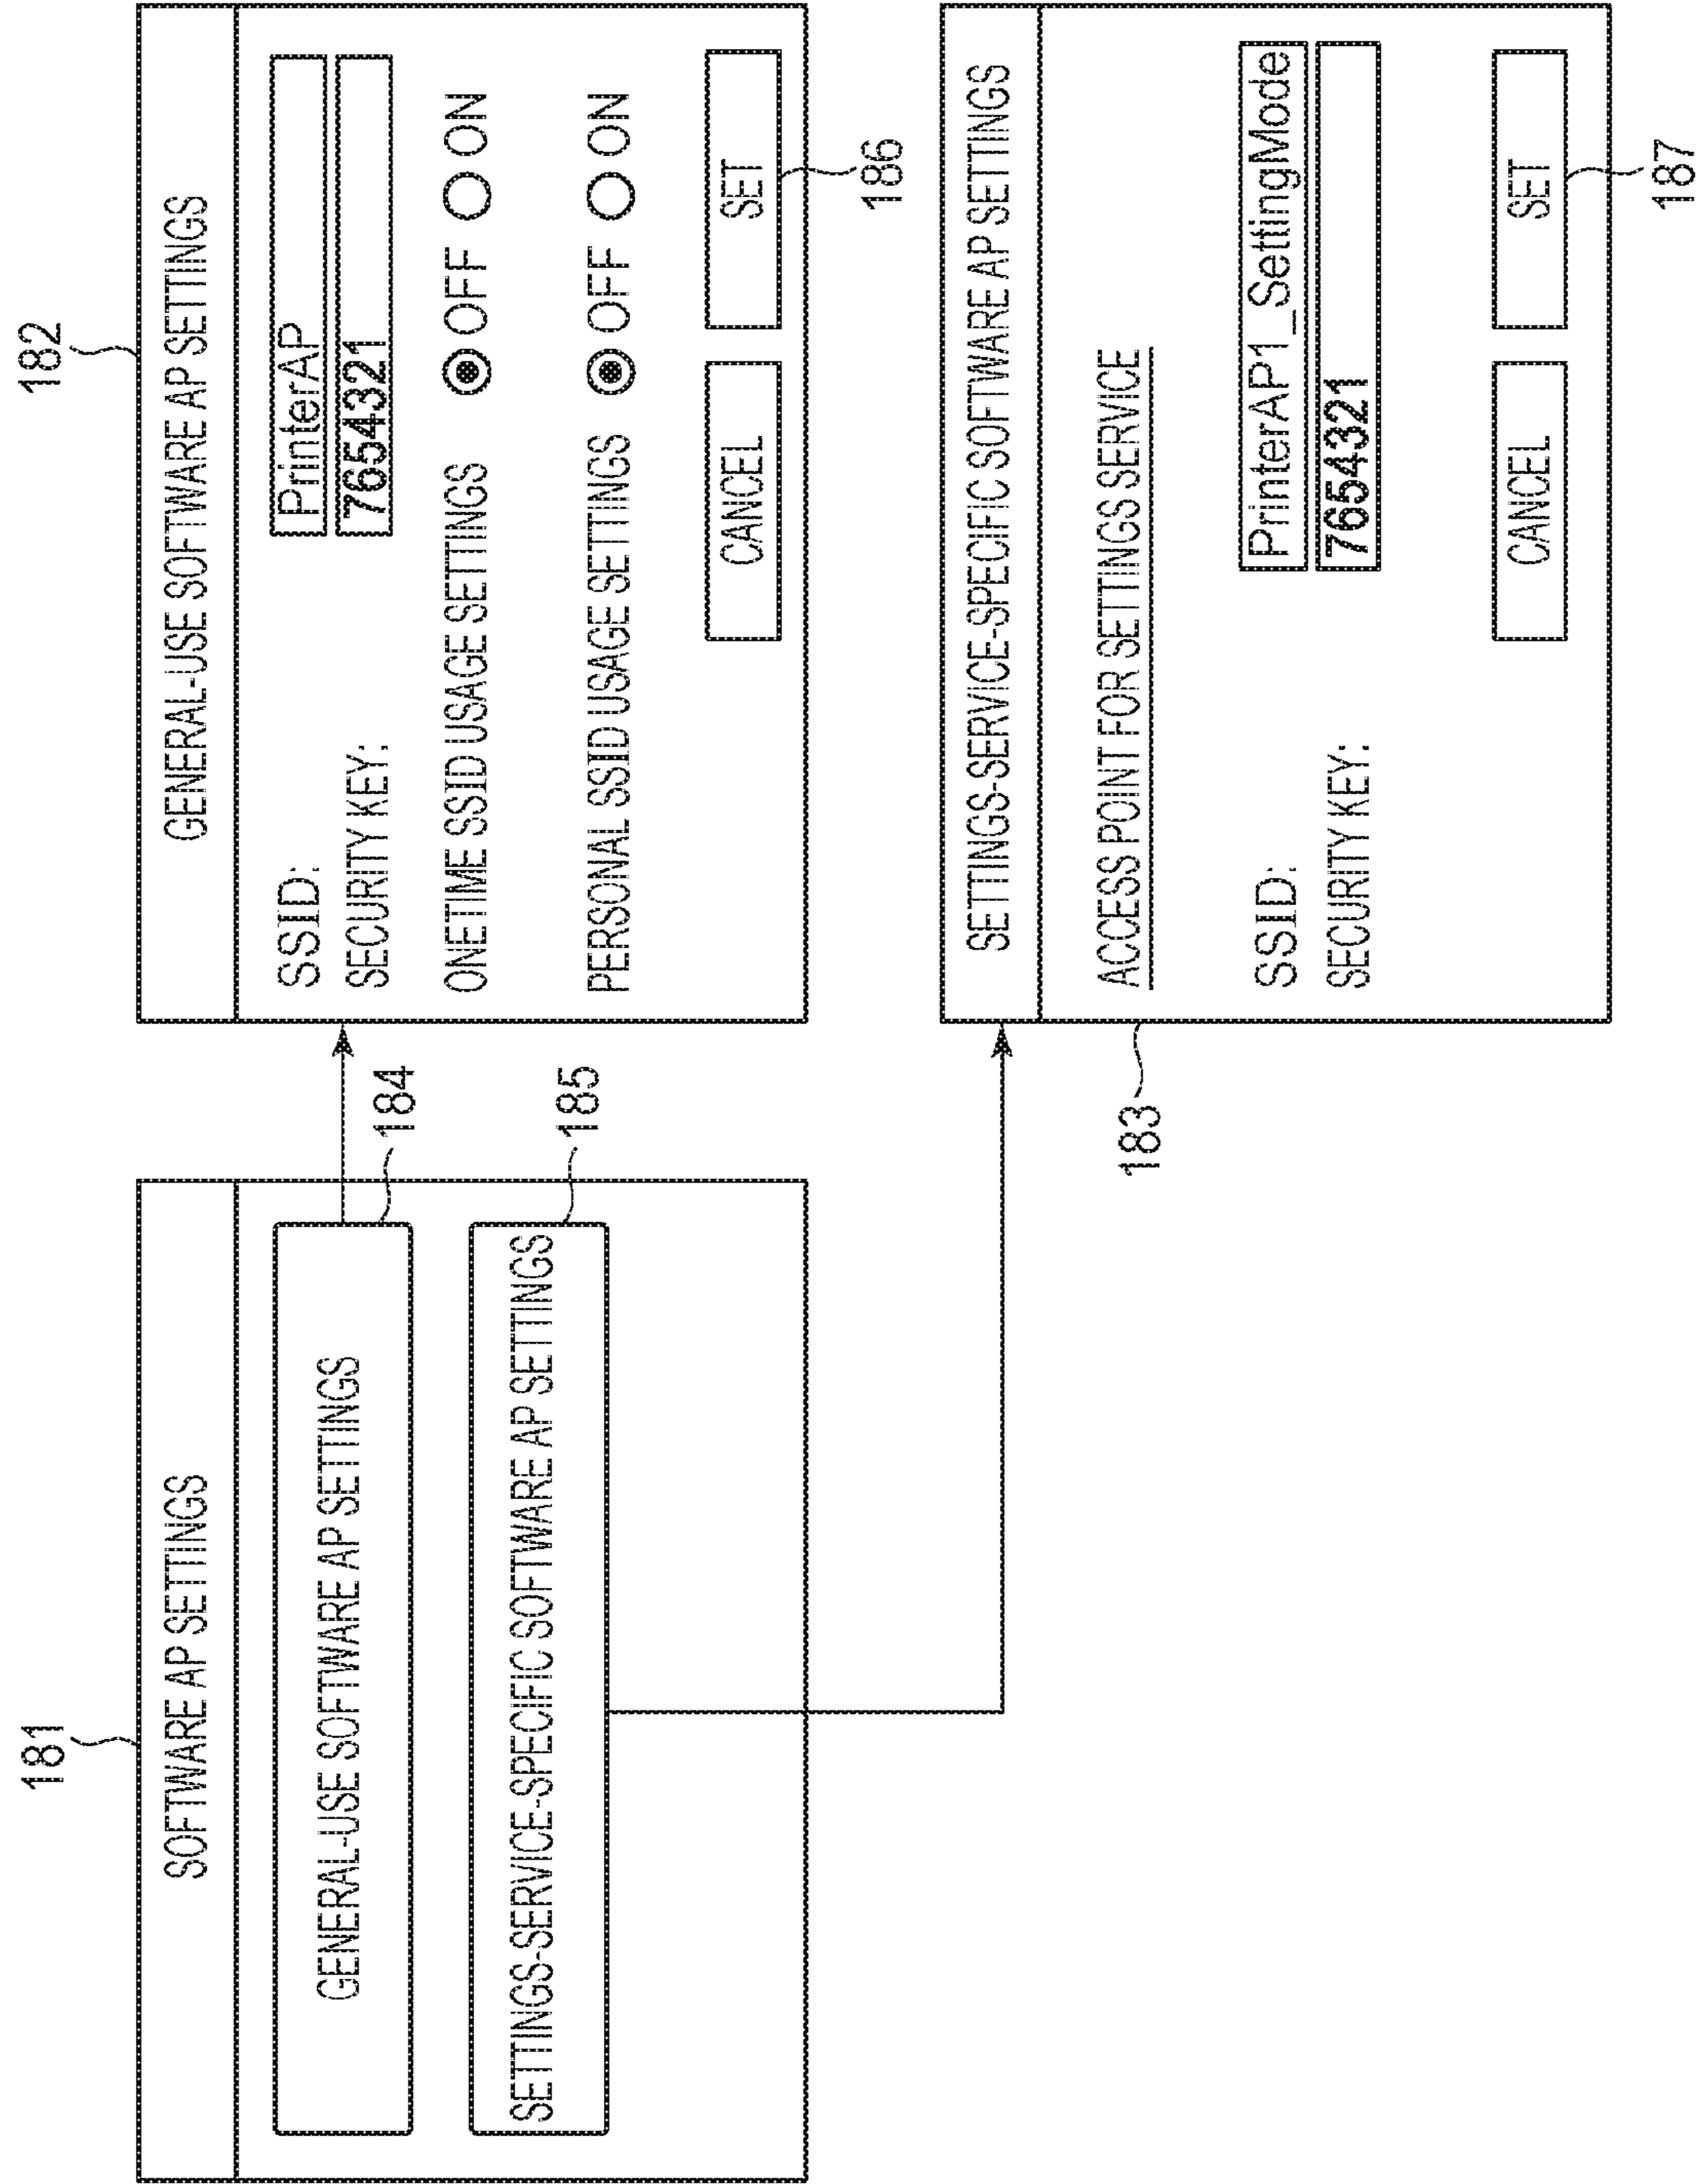 181
SOFTWARE AP SETTINGS
GENERAL-USE SOFTWARE AP SETTINGS
184
SETTINGS-SERVICE-SPECIFIC SOFTWARE AP SETTINGS
185
182
GENERAL-USE SOFTWARE AP SETTINGS
SSID: PrinterAP
SECURITY KEY: 7654321
ONETIME SSID USAGE SETTINGS OFF ON
PERSONAL SSID USAGE SETTINGS OFF ON
CANCEL SET
186
SETTINGS-SERVICE-SPECIFIC SOFTWARE AP SETTINGS
183
ACCESS POINT FOR SETTINGS SERVICE
SSID: PrinterAP1_SettingMode
SECURITY KEY: 7654321
CANCEL SET
187